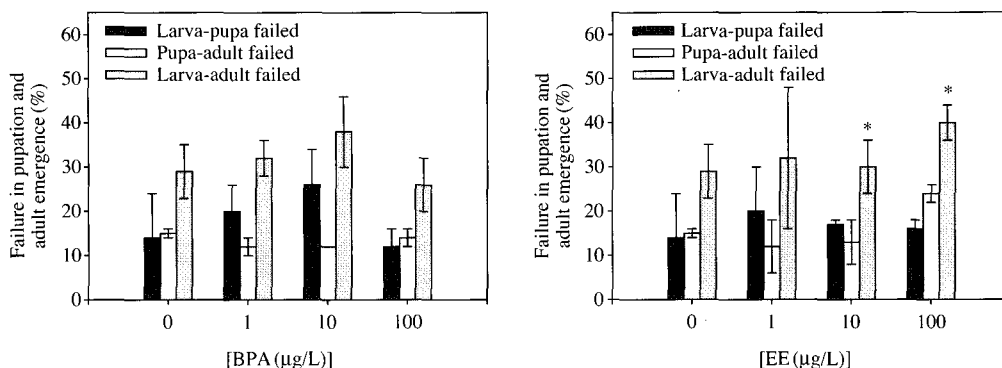 Larva-pupa failed
Pupa-adult failed
Larva-adult failed
Failure in pupation and
adult emergence (%)
60
50
40
30
20
10
0
0 1 10 100
[BPA (μg/L)]
Larva-pupa failed
Pupa-adult failed
Larva-adult failed
Failure in pupation and
adult emergence (%)
60
50
40
30
20
10
0
* *
0 1 10 100
[EE (μg/L)]